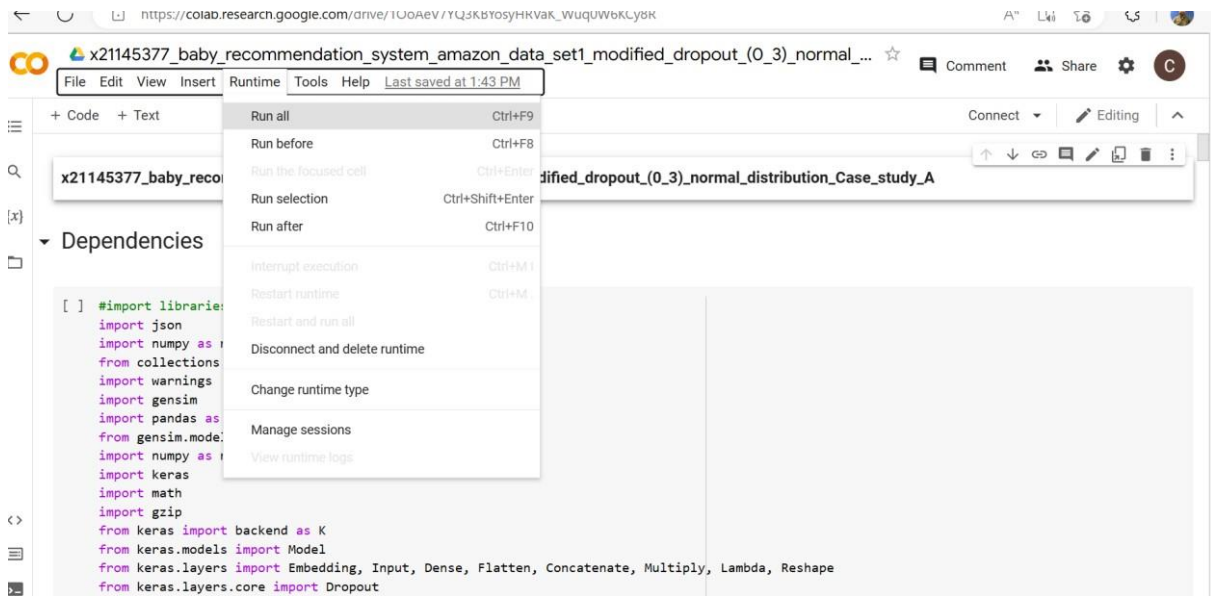 https://colab.research.google.com/drive/1OoAeV7YQ3KBYosyHRVaK_WuqUW6KCy8R
x21145377_baby_recommendation_system_amazon_data_set1_modified_dropout_(0_3)_normal_...
Comment Share C
File Edit View Insert Runtime Tools Help Last saved at 1:43 PM
+ Code + Text
Connect Editing
Run all Ctrl+F9
Run before Ctrl+F8
Run the focused cell Ctrl+Enter
Run selection Ctrl+Shift+Enter
Run after Ctrl+F10
Interrupt execution Ctrl+M I
Restart runtime Ctrl+M .
Restart and run all
Disconnect and delete runtime
Change runtime type
Manage sessions
View runtime logs
x21145377_baby_reco dified_dropout_(0_3)_normal_distribution_Case_study_A
{x}
Dependencies
[ ] #import libraries
import json
import numpy as
from collections
import warnings
import gensim
import pandas as
from gensim.model
import numpy as
import keras
import math
import gzip
from keras import backend as K
from keras.models import Model
from keras.layers import Embedding, Input, Dense, Flatten, Concatenate, Multiply, Lambda, Reshape
from keras.layers.core import Dropout